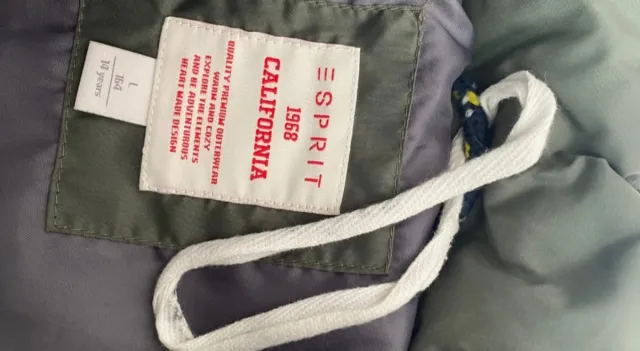 ESPRIT
1968
CALIFORNIA
QUALITY PREMIUM OUTERWEAR
WARM AND COZY
EXPLORE THE ELEMENTS
AND BE ADVENTUROUS
HEART MADE DESIGN
L
164
14 years